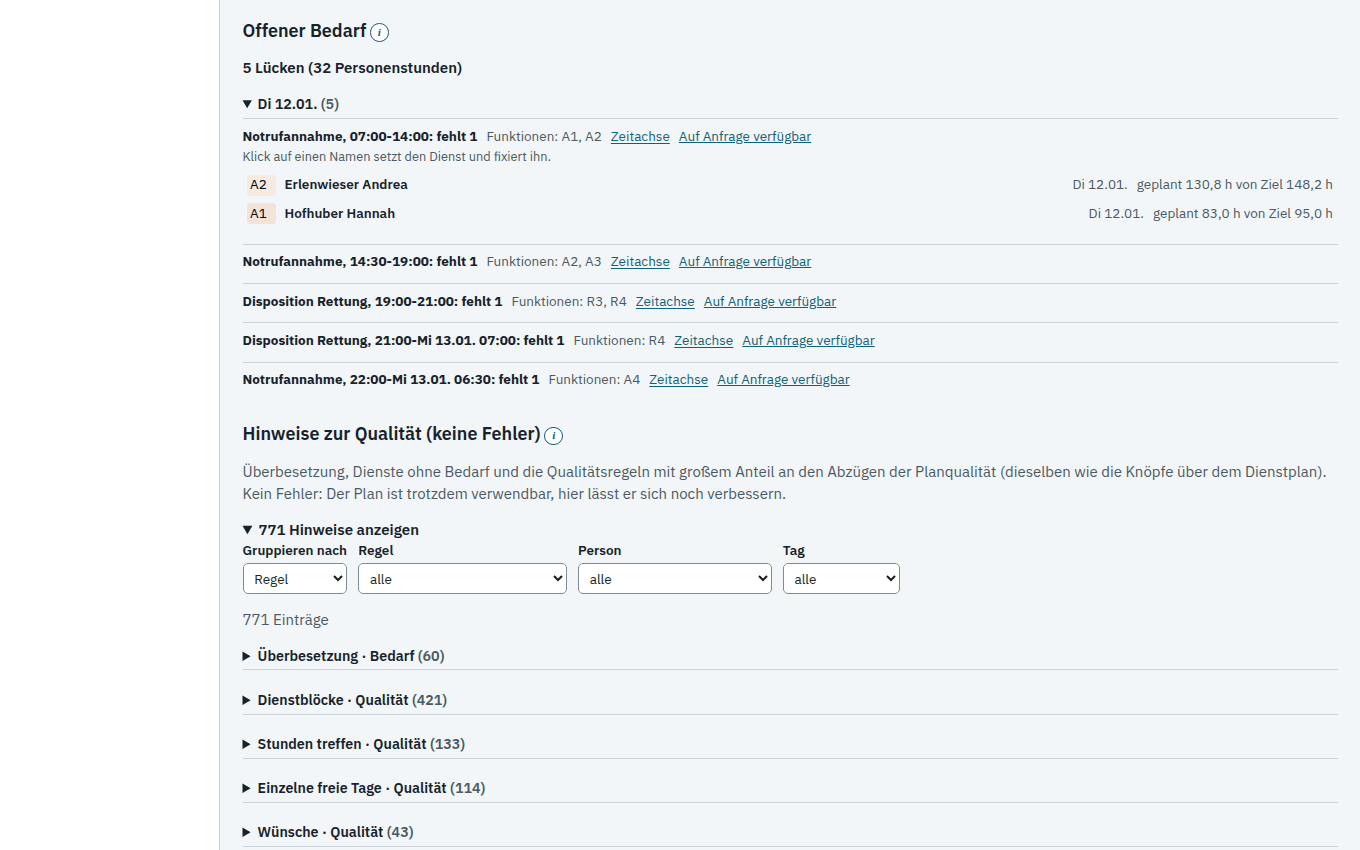 Offener Bedarf i
5 Lücken (32 Personenstunden)
Di 12.01. (5)
Notrufannahme, 07:00-14:00: fehlt 1 Funktionen: A1, A2 Zeitachse Auf Anfrage verfügbar
Klick auf einen Namen setzt den Dienst und fixiert ihn.
A2 Erlenwieser Andrea Di 12.01. geplant 130,8 h von Ziel 148,2 h
A1 Hofhuber Hannah Di 12.01. geplant 83,0 h von Ziel 95,0 h
Notrufannahme, 14:30-19:00: fehlt 1 Funktionen: A2, A3 Zeitachse Auf Anfrage verfügbar
Disposition Rettung, 19:00-21:00: fehlt 1 Funktionen: R3, R4 Zeitachse Auf Anfrage verfügbar
Disposition Rettung, 21:00-Mi 13.01. 07:00: fehlt 1 Funktionen: R4 Zeitachse Auf Anfrage verfügbar
Notrufannahme, 22:00-Mi 13.01. 06:30: fehlt 1 Funktionen: A4 Zeitachse Auf Anfrage verfügbar
Hinweise zur Qualität (keine Fehler) i
Überbesetzung, Dienste ohne Bedarf und die Qualitätsregeln mit großem Anteil an den Abzügen der Planqualität (dieselben wie die Knöpfe über dem Dienstplan).
Kein Fehler: Der Plan ist trotzdem verwendbar, hier lässt er sich noch verbessern.
771 Hinweise anzeigen
Gruppieren nach Regel Person Tag
Regel alle alle alle
771 Einträge
Überbesetzung · Bedarf (60)
Dienstblöcke · Qualität (421)
Stunden treffen · Qualität (133)
Einzelne freie Tage · Qualität (114)
Wünsche · Qualität (43)